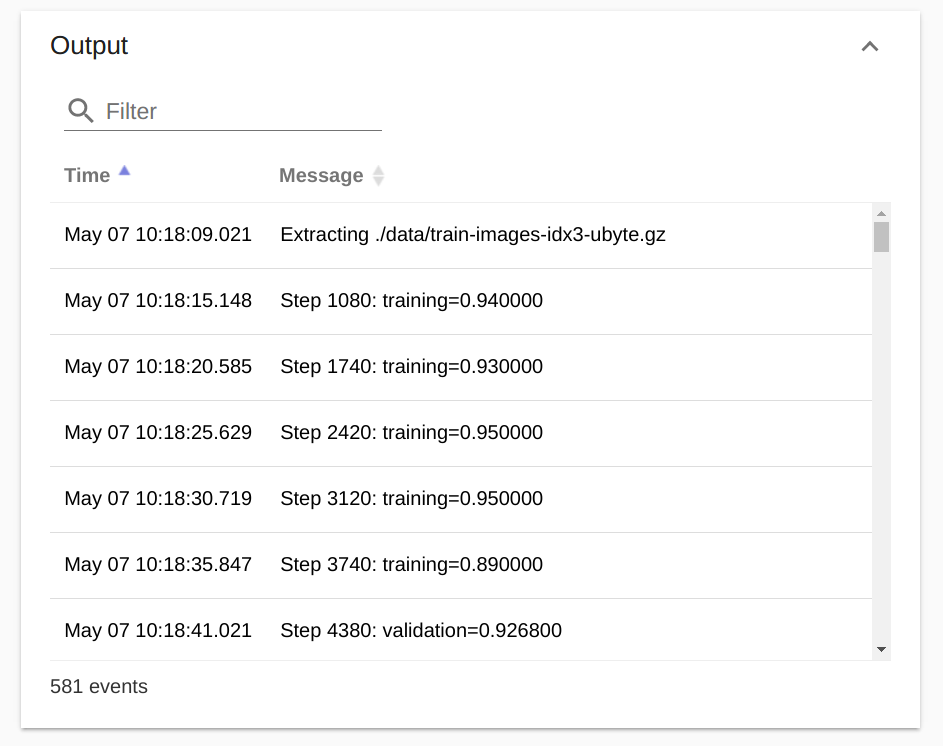 Output
Filter
Time Message
May 07 10:18:09.021 Extracting ./data/train-images-idx3-ubyte.gz
May 07 10:18:15.148 Step 1080: training=0.940000
May 07 10:18:20.585 Step 1740: training=0.930000
May 07 10:18:25.629 Step 2420: training=0.950000
May 07 10:18:30.719 Step 3120: training=0.950000
May 07 10:18:35.847 Step 3740: training=0.890000
May 07 10:18:41.021 Step 4380: validation=0.926800
581 events